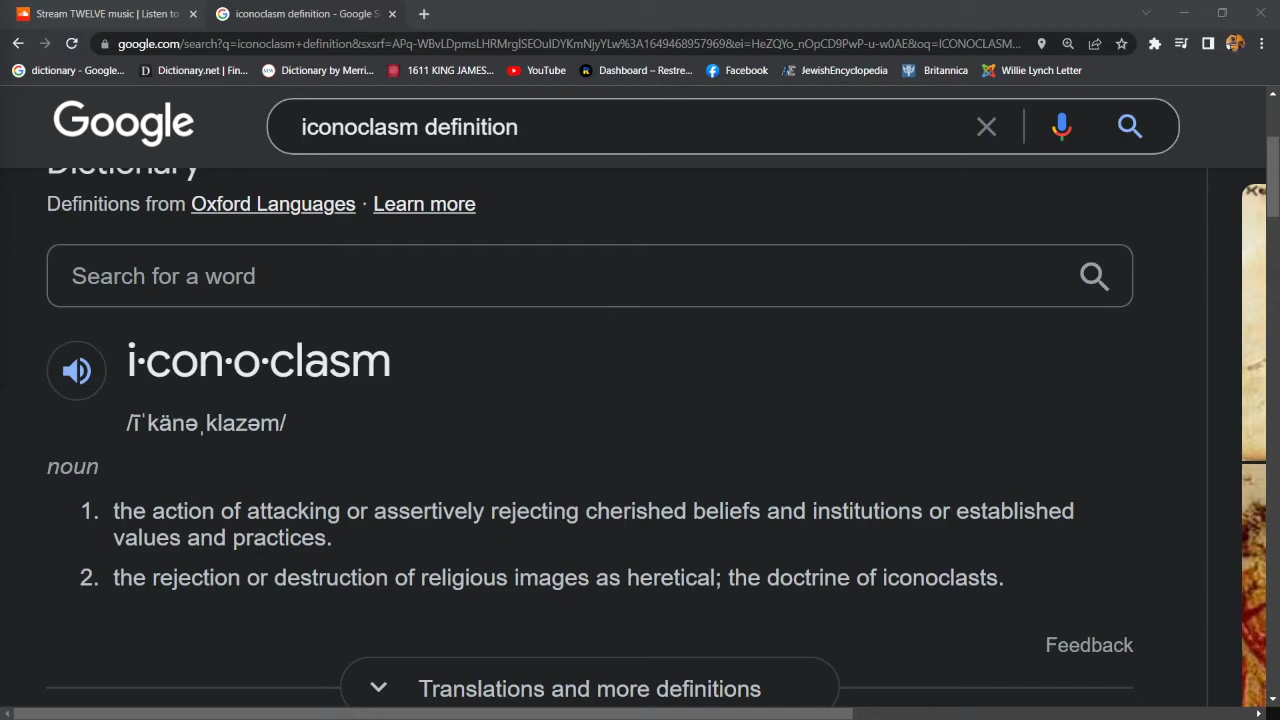 Stream TWELVE music | Listen to
iconoclasm definition - Google S
google.com/search?q=iconoclasm+definition&sxsrf=APq-WBvLDpmsLHRMrglSEOuIDYKmNjyYLw%3A1649468957969&ei=HeZQYo_nOpCD9PwP-u-w0AE&oq=ICONOCLASM...
dictionary - Google...
Dictionary.net | Fin...
Dictionary by Merri...
1611 KING JAMES...
YouTube
Dashboard – Restre...
Facebook
JewishEncyclopedia
Britannica
Willie Lynch Letter
Google
iconoclasm definition
Dictionary
Definitions from Oxford Languages · Learn more
Search for a word
i·con·o·clasm
/īˈkänəˌklazəm/
noun
1. the action of attacking or assertively rejecting cherished beliefs and institutions or established
values and practices.
2. the rejection or destruction of religious images as heretical; the doctrine of iconoclasts.
Feedback
Translations and more definitions